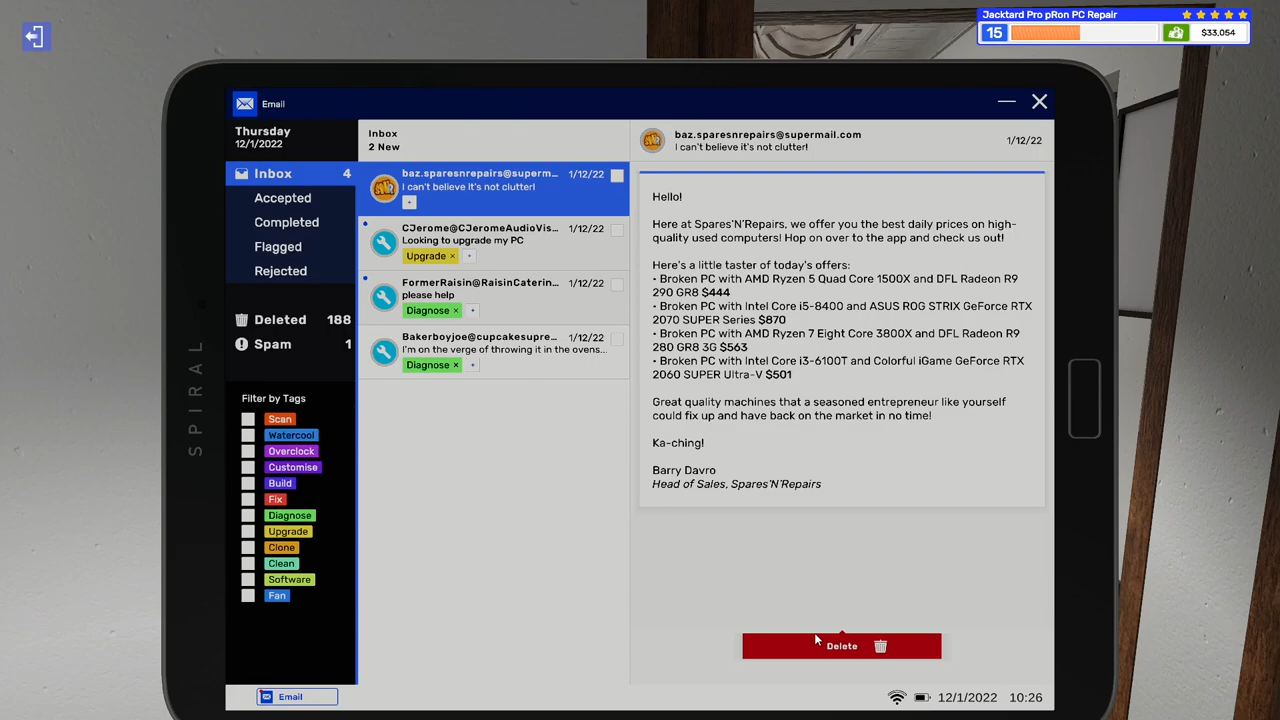 Jacktard Pro pRon PC Repair
15
$33,054
Email
Thursday
12/1/2022
Inbox 4
Accepted
Completed
Flagged
Rejected
Deleted 188
Spam 1
Filter by Tags
Scan
Watercool
Overclock
Customise
Build
Fix
Diagnose
Upgrade
Clone
Clean
Software
Fan
Inbox
2 New
baz.sparesnrepairs@superm... 1/12/22
I can't believe it's not clutter!
+
CJerome@CJeromeAudioVis... 1/12/22
Looking to upgrade my PC
Upgrade × +
FormerRaisin@RaisinCaterin... 1/12/22
please help
Diagnose × +
Bakerboyjoe@cupcakesupre... 1/12/22
I'm on the verge of throwing it in the ovens...
Diagnose × +
baz.sparesnrepairs@supermail.com
I can't believe it's not clutter!
1/12/22
Hello!
Here at Spares'N'Repairs, we offer you the best daily prices on high-
quality used computers! Hop on over to the app and check us out!
Here's a little taster of today's offers:
• Broken PC with AMD Ryzen 5 Quad Core 1500X and DFL Radeon R9
290 GR8 $444
• Broken PC with Intel Core i5-8400 and ASUS ROG STRIX GeForce RTX
2070 SUPER Series $870
• Broken PC with AMD Ryzen 7 Eight Core 3800X and DFL Radeon R9
280 GR8 3G $563
• Broken PC with Intel Core i3-6100T and Colorful iGame GeForce RTX
2060 SUPER Ultra-V $501
Great quality machines that a seasoned entrepreneur like yourself
could fix up and have back on the market in no time!
Ka-ching!
Barry Davro
Head of Sales, Spares'N'Repairs
Delete
SPIRAL
Email
12/1/2022 10:26